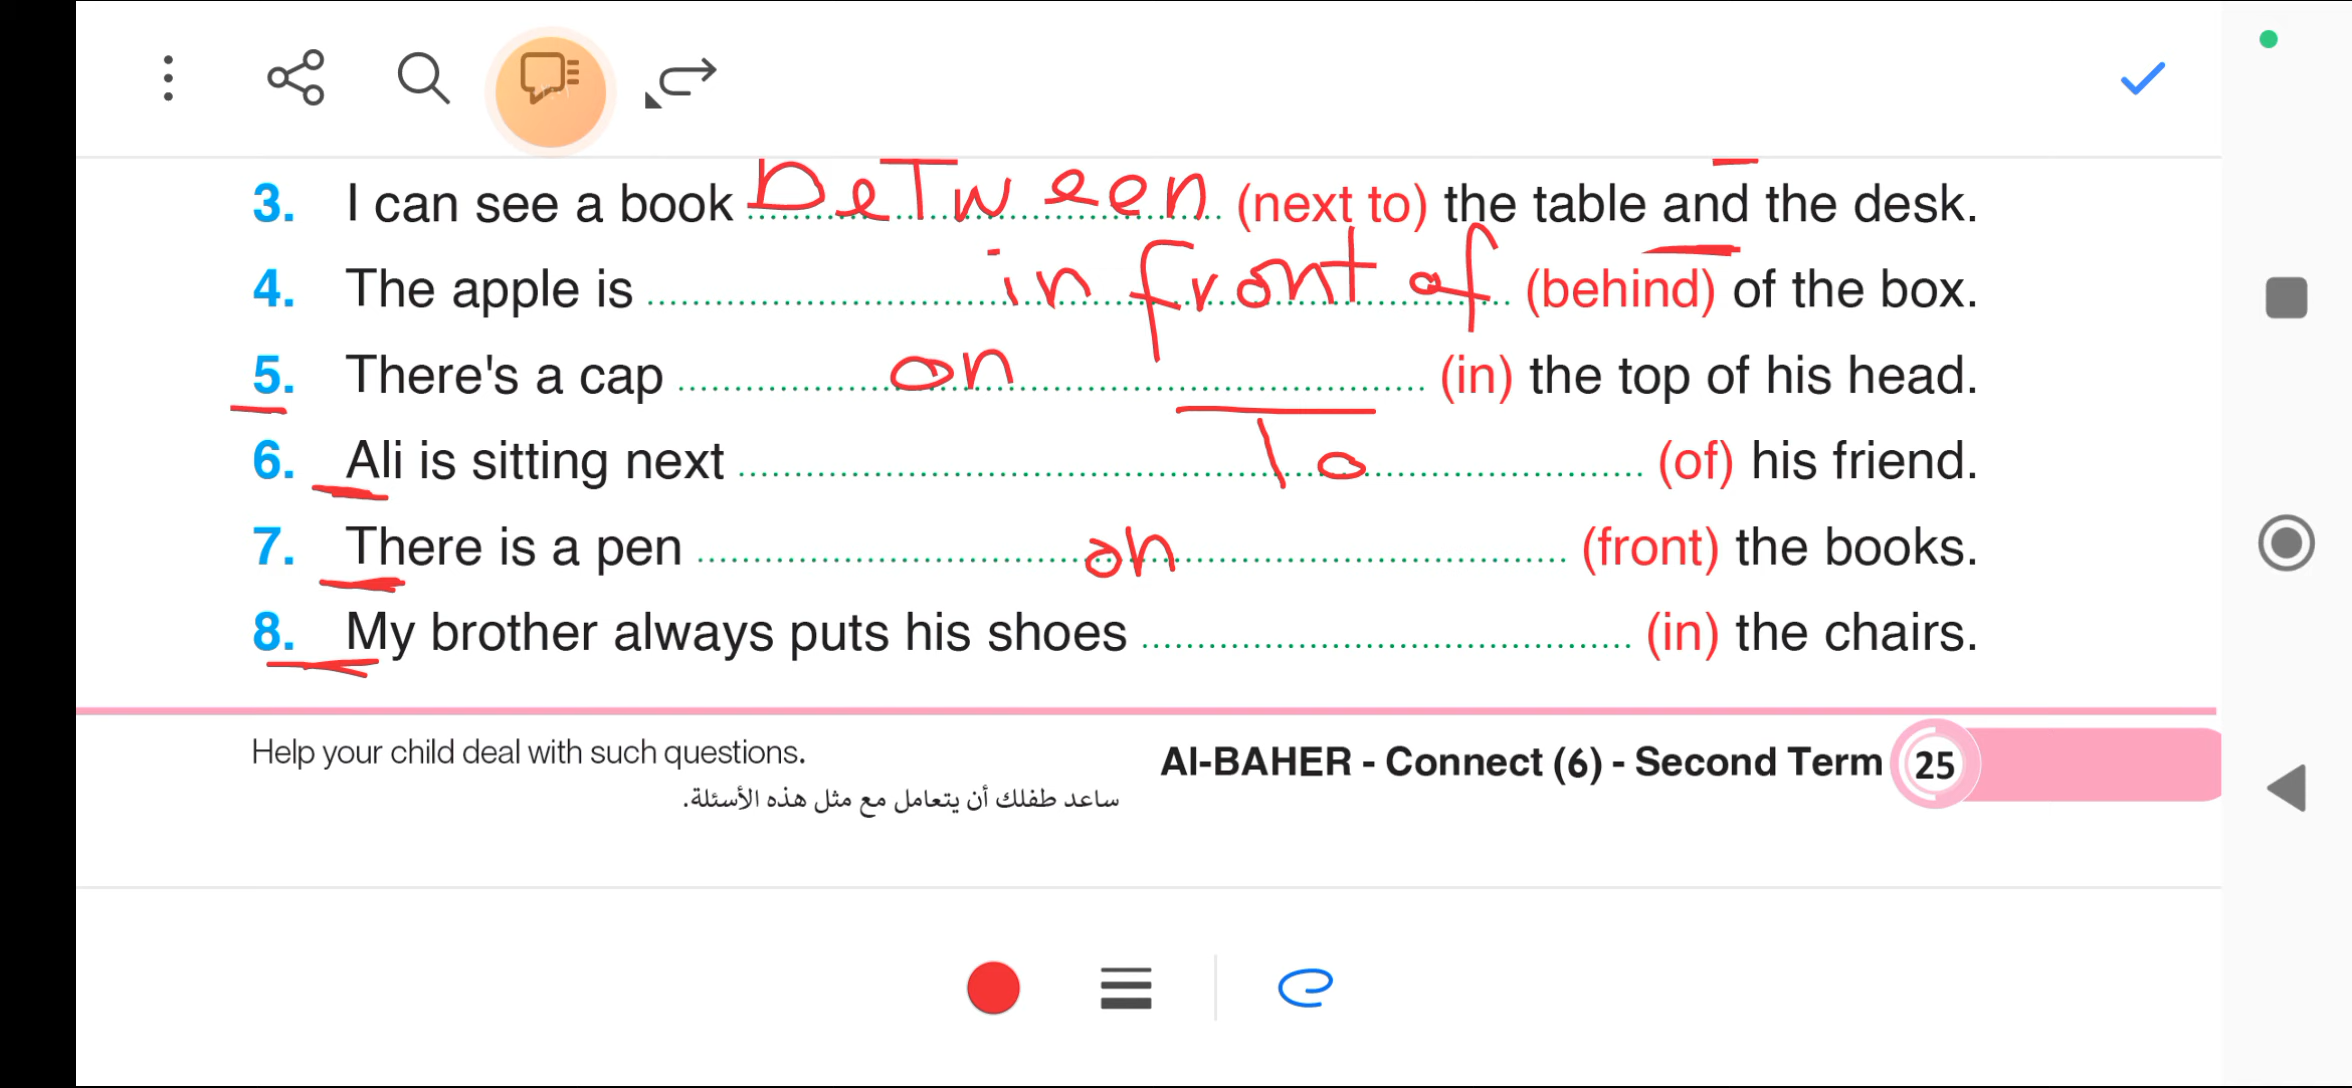 3. I can see a book between (next to) the table and the desk.
4. The apple is in front of (behind) of the box.
5. There's a cap on (in) the top of his head.
6. Ali is sitting next To (of) his friend.
7. There is a pen on (front) the books.
8. My brother always puts his shoes (in) the chairs.
Help your child deal with such questions.
ساعد طفلك أن يتعامل مع مثل هذه الأسئلة.
Al-BAHER - Connect (6) - Second Term 25